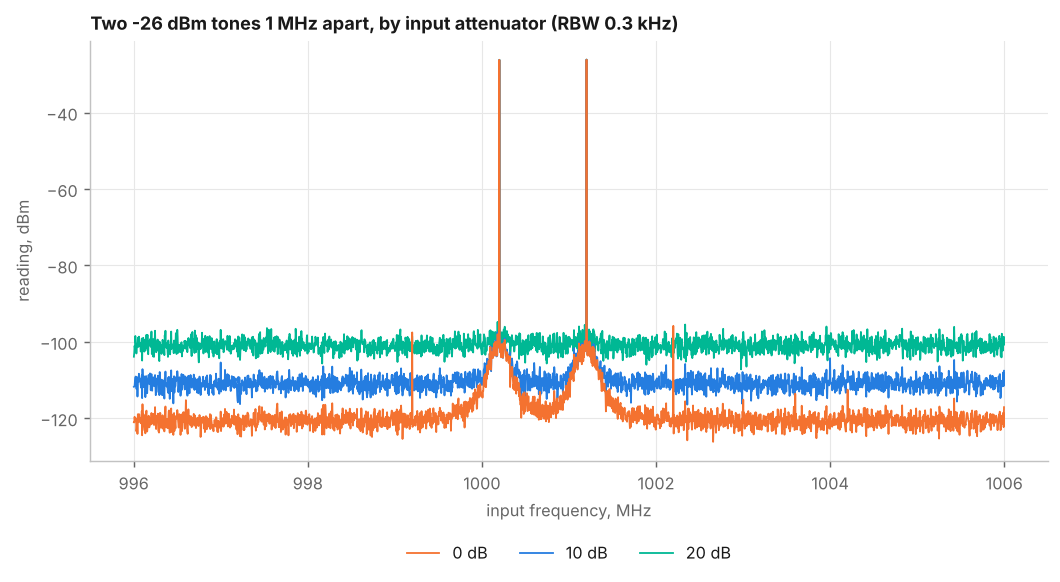 Two -26 dBm tones 1 MHz apart, by input attenuator (RBW 0.3 kHz)
reading, dBm
−40
−60
−80
−100
−120
996
998
1000
1002
1004
1006
input frequency, MHz
0 dB
10 dB
20 dB